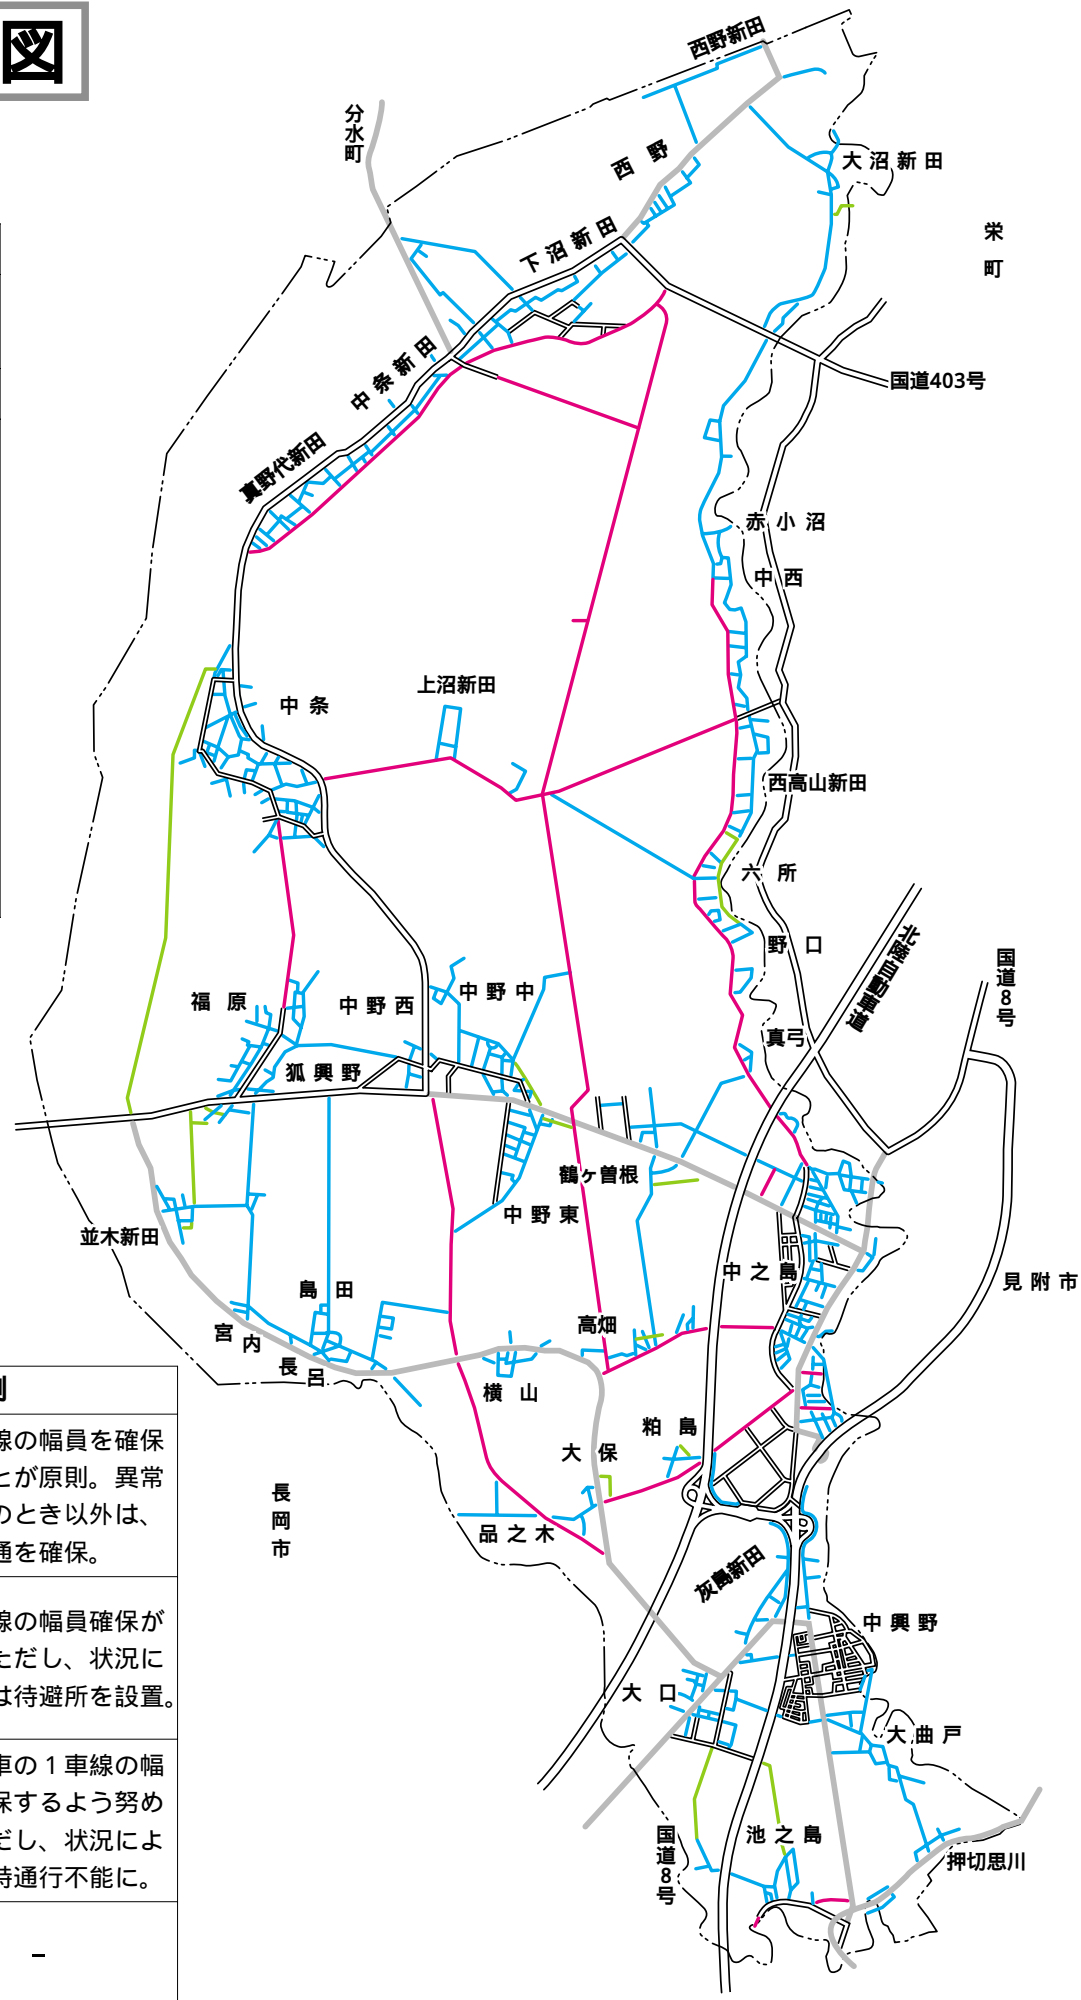 図
西野新田
分水町
西野
大沼新田
栄町
下沼新田
国道403号
中条新田
真野代新田
赤小沼
中西
上沼新田
中条
西高山新田
六所
野口
北陸自動車道
国道8号
福原
中野西
中野中
真弓
狐興野
鶴ヶ曽根
中野東
並木新田
中之島
見附市
島田
宮内
高畑
長呂
横山
粕島
大保
長岡市
品之木
灰島新田
中興野
大口
大曲戸
国道8号
池之島
押切思川
線の幅員を確保
とが原則。異常
のとき以外は、
通を確保。
線の幅員確保が
ただし、状況に
は待避所を設置。
車の1車線の幅
保するよう努め
だし、状況によ
時通行不能に。
−